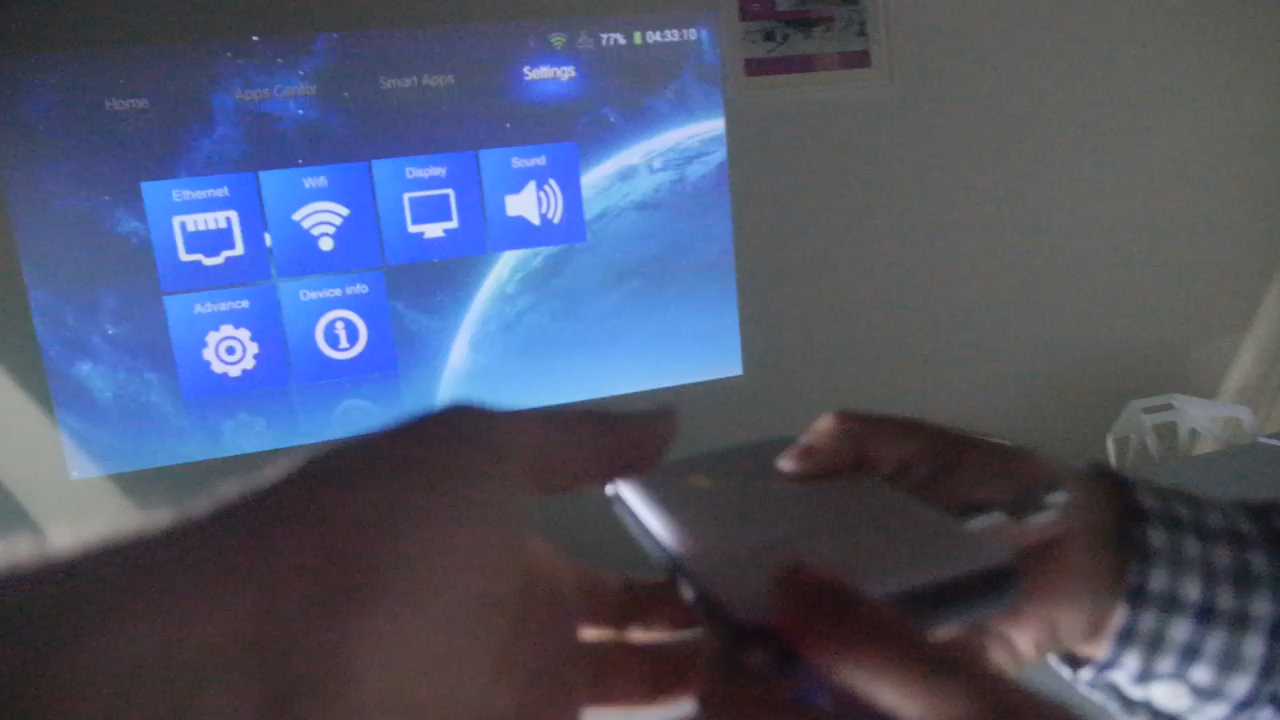 77% 04:33:10
Home Apps Center Smart Apps Settings
Ethernet Wifi Display Sound
Advance Device info